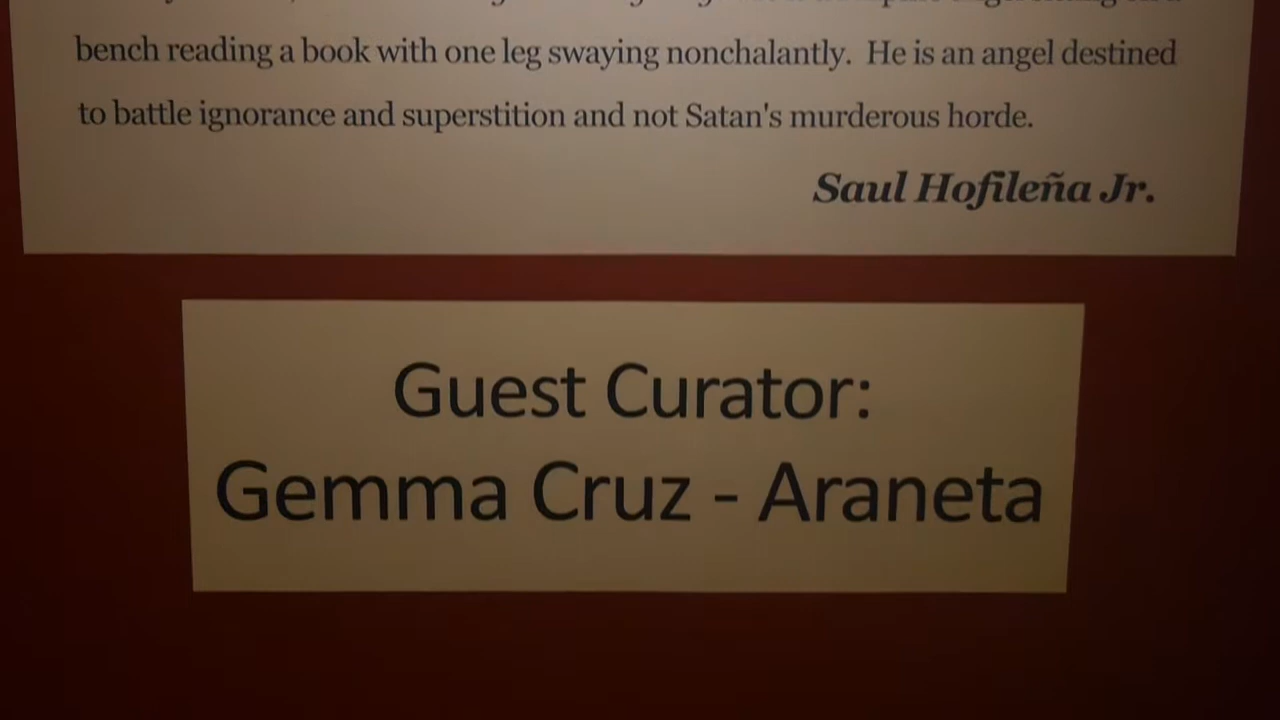 bench reading a book with one leg swaying nonchalantly. He is an angel destined
to battle ignorance and superstition and not Satan's murderous horde.
Saul Hofileña Jr.
Guest Curator:
Gemma Cruz - Araneta